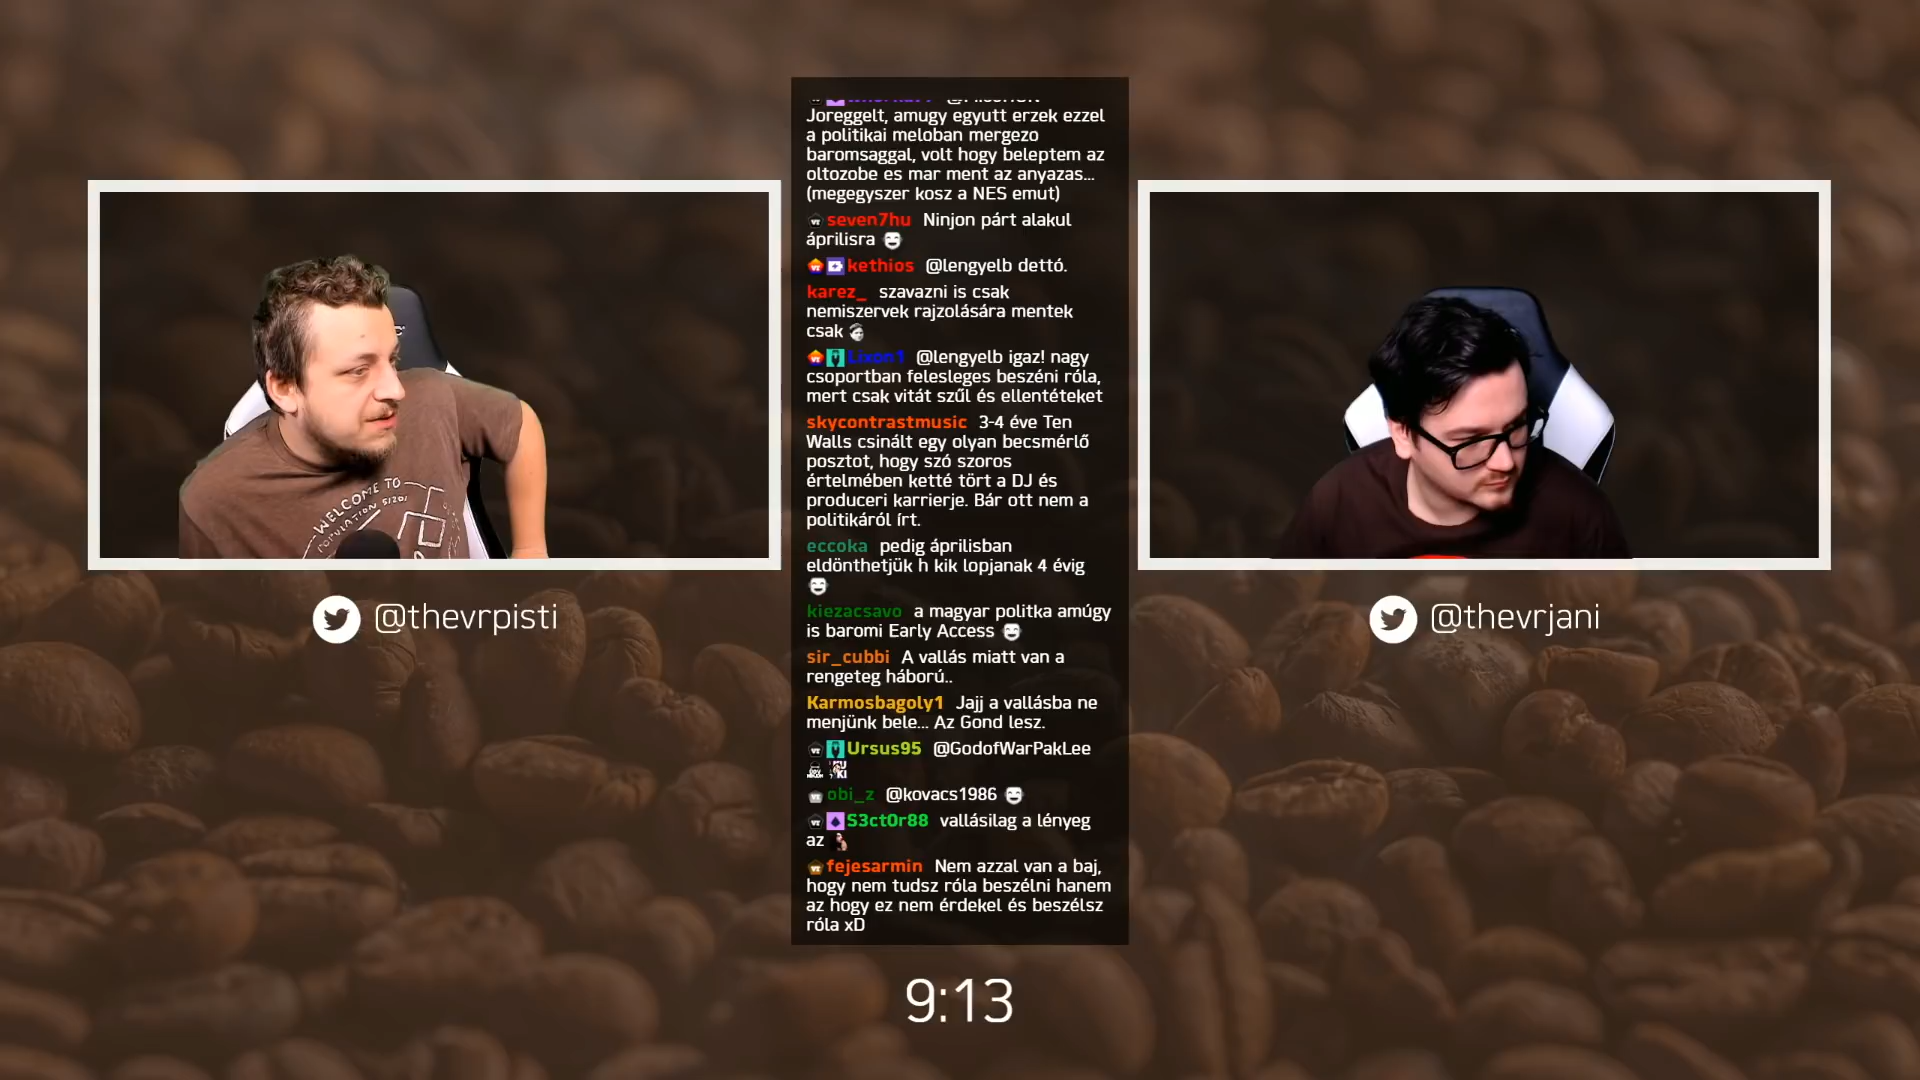 Joreggelt, amugy egyutt erzek ezzel
a politikai meloban mergezo
baromsaggal, volt hogy beleptem az
oltozobe es mar ment az anyazas...
(megegyszer kosz a NES emut)
seven7hu Ninjon párt alakul
áprilisra
kethios @lengyelb dettó.
karez_ szavazni is csak
nemiszervek rajzolására mentek
csak
Lixon1 @lengyelb igaz! nagy
csoportban felesleges beszéni róla,
mert csak vitát szűl és ellentéteket
skycontrastmusic 3-4 éve Ten
Walls csinált egy olyan becsmérlő
posztot, hogy szó szoros
értelmében ketté tört a DJ és
produceri karrierje. Bár ott nem a
politikáról írt.
eccoka pedig áprilisban
eldönthetjük h kik lopjanak 4 évig
kiezacsavo a magyar politka amúgy
is baromi Early Access
sir_cubbi A vallás miatt van a
rengeteg háború..
Karmosbagoly1 Jajj a vallásba ne
menjünk bele... Az Gond lesz.
Ursus95 @GodofWarPakLee
obi_z @kovacs1986
S3ct0r88 vallásilag a lényeg
az
fejesarmin Nem azzal van a baj,
hogy nem tudsz róla beszélni hanem
az hogy ez nem érdekel és beszélsz
róla xD
WELCOME TO
POPULATION 5120
@thevrpisti
@thevrjani
9:13